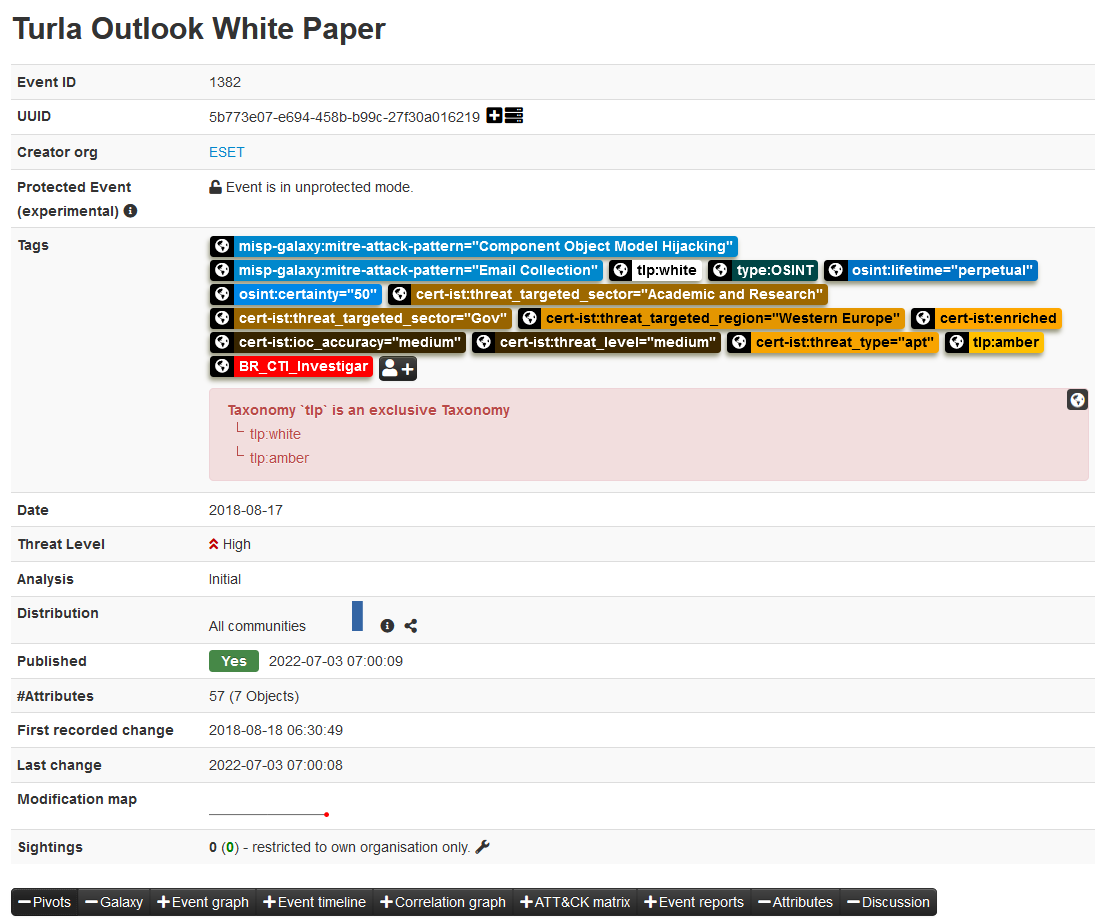 Turla Outlook White Paper
Event ID 1382
UUID 5b773e07-e694-458b-b99c-27f30a016219
Creator org ESET
Protected Event (experimental) Event is in unprotected mode.
Tags misp-galaxy:mitre-attack-pattern="Component Object Model Hijacking"
misp-galaxy:mitre-attack-pattern="Email Collection" tlp:white type:OSINT osint:lifetime="perpetual"
osint:certainty="50" cert-ist:threat_targeted_sector="Academic and Research"
cert-ist:threat_targeted_sector="Gov" cert-ist:threat_targeted_region="Western Europe" cert-ist:enriched
cert-ist:ioc_accuracy="medium" cert-ist:threat_level="medium" cert-ist:threat_type="apt" tlp:amber
BR_CTI_Investigar
Taxonomy `tlp` is an exclusive Taxonomy
tlp:white
tlp:amber
Date 2018-08-17
Threat Level High
Analysis Initial
Distribution All communities
Published Yes 2022-07-03 07:00:09
#Attributes 57 (7 Objects)
First recorded change 2018-08-18 06:30:49
Last change 2022-07-03 07:00:08
Modification map
Sightings 0 (0) - restricted to own organisation only.
Pivots Galaxy Event graph Event timeline Correlation graph ATT&CK matrix Event reports Attributes Discussion